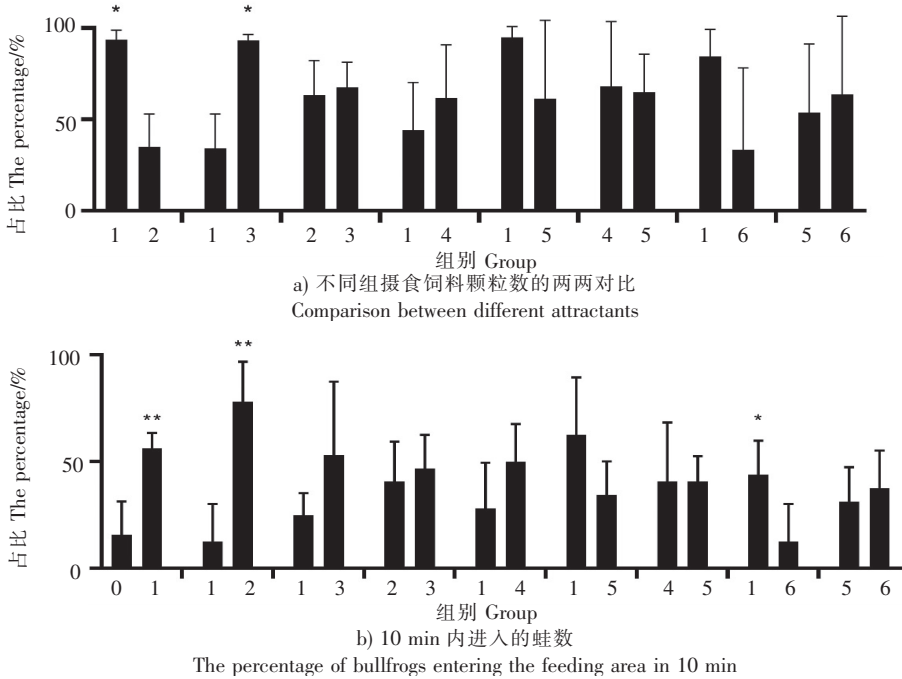 *
*
100
50
0
占比 The percentage/%
1 2 1 3 2 3 1 4 1 5 4 5 1 6 5 6
组别 Group
a) 不同组摄食饲料颗粒数的两两对比
Comparison between different attractants
**
**
*
100
50
0
占比 The percentage/%
0 1 1 2 1 3 2 3 1 4 1 5 4 5 1 6 5 6
组别 Group
b) 10 min 内进入的蛙数
The percentage of bullfrogs entering the feeding area in 10 min